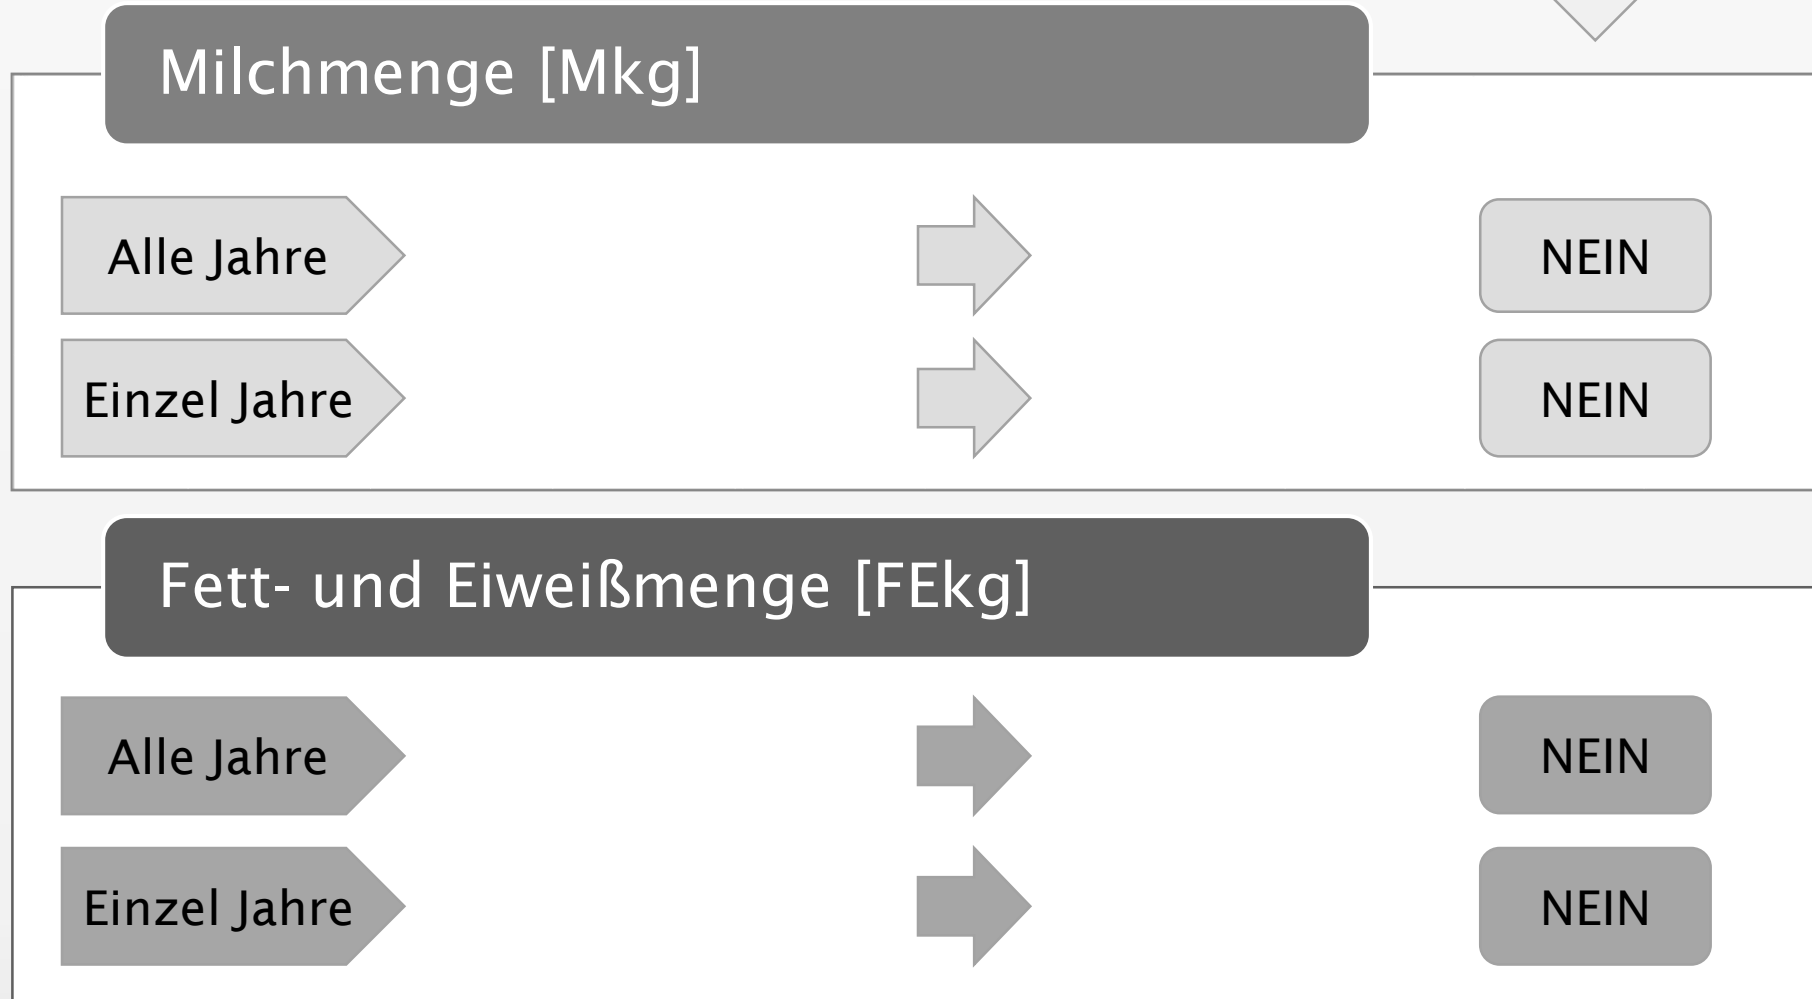 Milchmenge [Mkg]
Alle Jahre
NEIN
Einzel Jahre
NEIN
Fett- und Eiweißmenge [FEkg]
Alle Jahre
NEIN
Einzel Jahre
NEIN